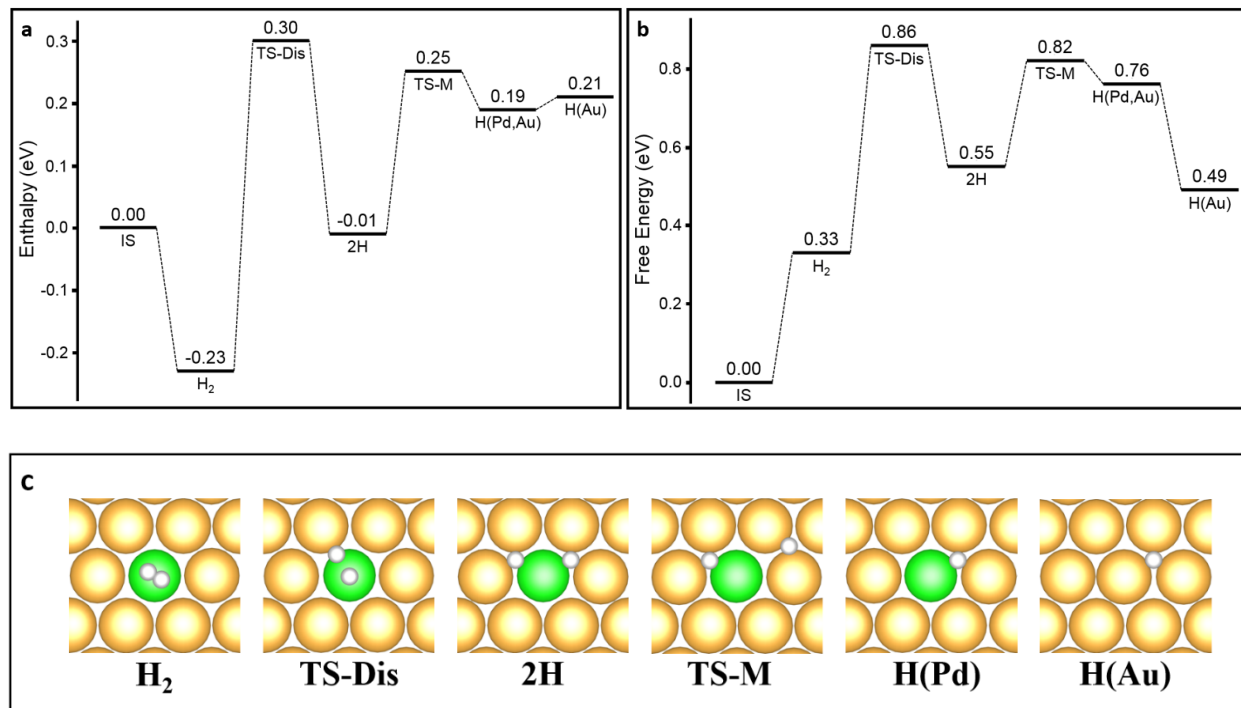 a
Enthalpy (eV)
0.3
0.2
0.1
0.0
-0.1
-0.2
0.00
IS
-0.23
H₂
0.30
TS-Dis
-0.01
2H
0.25
TS-M
0.19
H(Pd,Au)
0.21
H(Au)
b
Free Energy (eV)
0.8
0.6
0.4
0.2
0.0
0.00
IS
0.33
H₂
0.86
TS-Dis
0.55
2H
0.82
TS-M
0.76
H(Pd,Au)
0.49
H(Au)
c
H₂ TS-Dis 2H TS-M H(Pd) H(Au)